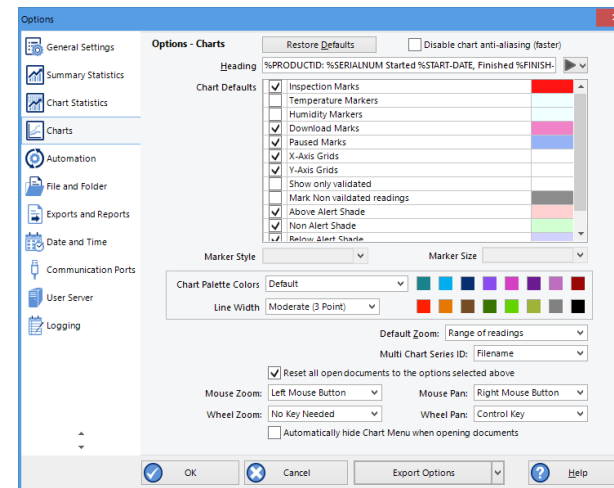 Options
General Settings
Summary Statistics
Chart Statistics
Charts
Automation
File and Folder
Exports and Reports
Date and Time
Communication Ports
User Server
Logging
Options - Charts
Restore Defaults
Disable chart anti-aliasing (faster)
Heading %PRODUCTID: %SERIALNUM Started %START-DATE, Finished %FINISH-
Chart Defaults
Inspection Marks
Temperature Markers
Humidity Markers
Download Marks
Paused Marks
X-Axis Grids
Y-Axis Grids
Show only validated
Mark Non vaildated readings
Above Alert Shade
Non Alert Shade
Below Alert Shade
Marker Style
Marker Size
Chart Palette Colors Default
Line Width Moderate (3 Point)
Default Zoom: Range of readings
Multi Chart Series ID: Filename
Reset all open documents to the options selected above
Mouse Zoom: Left Mouse Button Mouse Pan: Right Mouse Button
Wheel Zoom: No Key Needed Wheel Pan: Control Key
Automatically hide Chart Menu when opening documents
OK Cancel Export Options Help